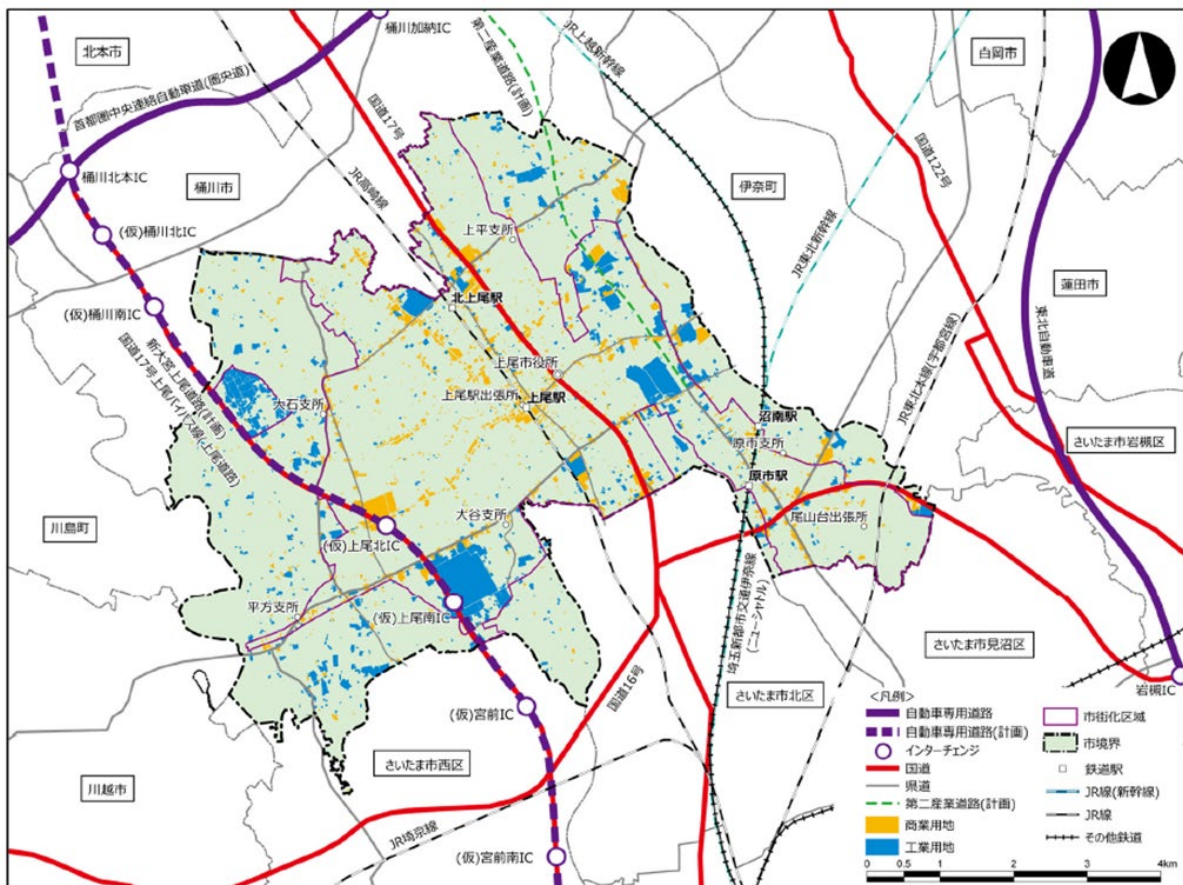 桶川加納IC
北本市
JR上越新幹線
白岡市
第二産業道路(計画)
首都圏中央連絡自動車道(圏央道)
国道17号
国道122号
桶川北本IC
桶川市
JR高崎線
伊奈町
上平支所
JR東北新幹線
(仮)桶川北IC
蓮田市
北上尾駅
(仮)桶川南IC
東北自動車道
新大宮上尾道路(計画)
国道17号上尾バイパス線(上尾道路)
JR東北本線(宇都宮線)
上尾市役所
大石支所
上尾駅出張所
上尾駅
沼南駅
原市支所
さいたま市岩槻区
原市駅
川島町
大谷支所
尾山台出張所
(仮)上尾北IC
平方支所
(仮)上尾南IC
埼玉新都市交通伊奈線
(ニューシャトル)
さいたま市見沼区
国道16号
さいたま市北区
岩槻IC
(仮)宮前IC
さいたま市西区
川越市
JR埼京線
(仮)宮前南IC
<凡例>
自動車専用道路
自動車専用道路(計画)
インターチェンジ
国道
県道
第二産業道路(計画)
商業用地
工業用地
市街化区域
市境界
鉄道駅
JR線(新幹線)
JR線
その他鉄道
0 0.5 1 2 3 4km